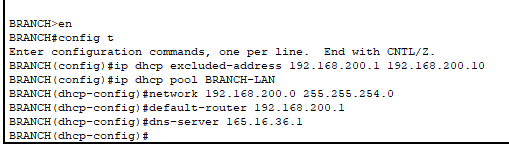 BRANCH>en
BRANCH#config t
Enter configuration commands, one per line.  End with CNTL/Z.
BRANCH(config)#ip dhcp excluded-address 192.168.200.1 192.168.200.10
BRANCH(config)#ip dhcp pool BRANCH-LAN
BRANCH(dhcp-config)#network 192.168.200.0 255.255.254.0
BRANCH(dhcp-config)#default-router 192.168.200.1
BRANCH(dhcp-config)#dns-server 165.16.36.1
BRANCH(dhcp-config)#